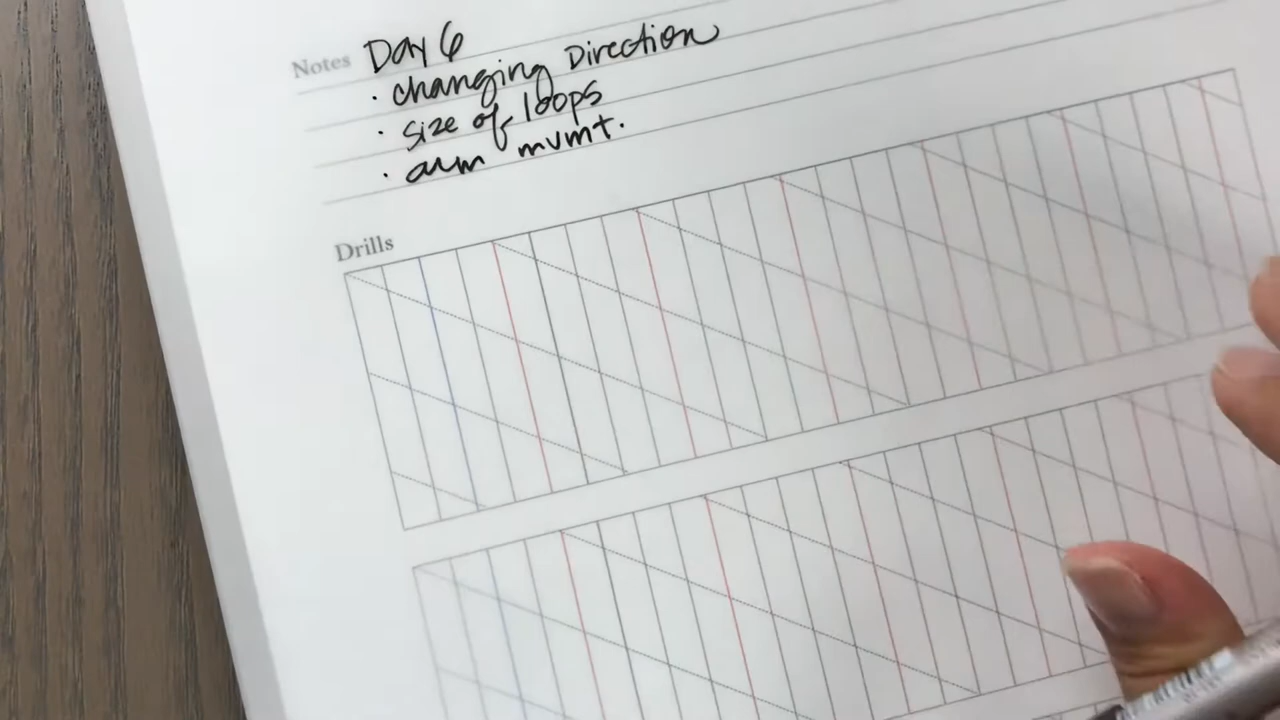 Notes Day 6
· changing Direction
· size of loops
· arm mvmt.
Drills